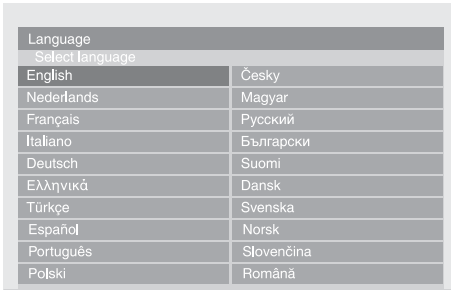 Language
Select language
English
Nederlands
Français
Italiano
Deutsch
Ελληνικά
Türkçe
Español
Português
Polski
Česky
Magyar
Русский
Български
Suomi
Dansk
Svenska
Norsk
Slovenčina
Română